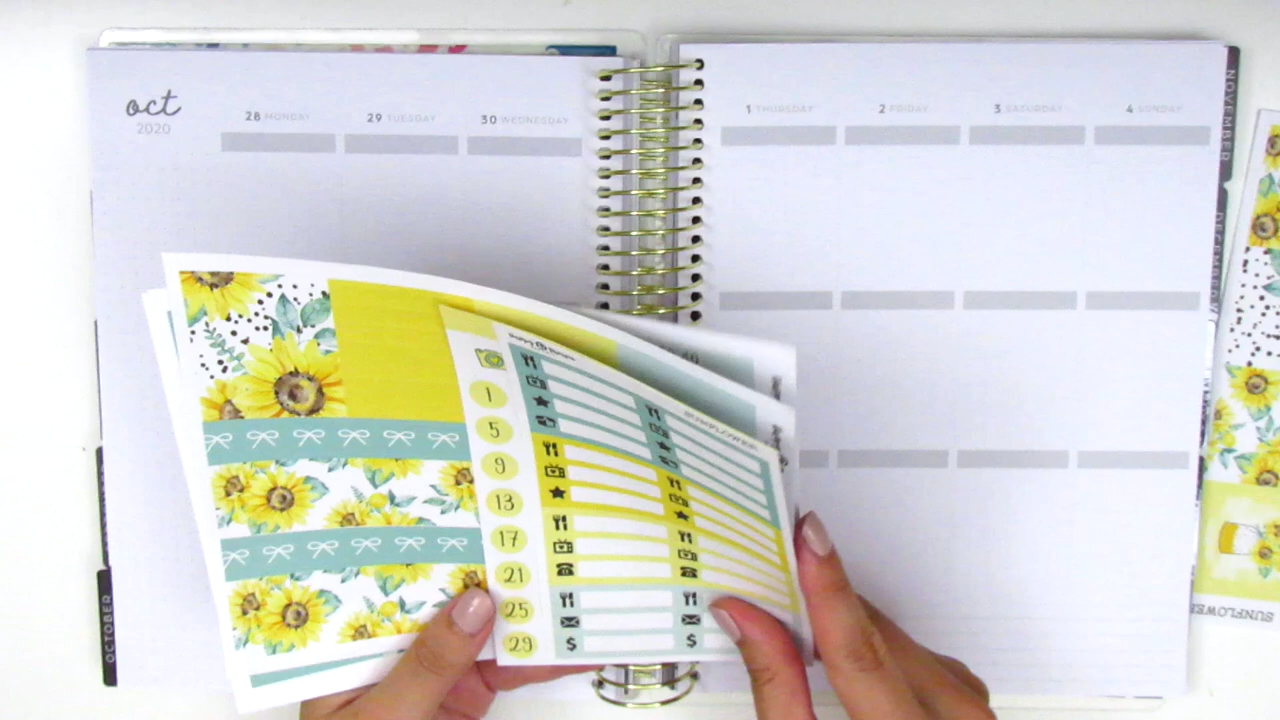 oct
2020
28 MONDAY
29 TUESDAY
30 WEDNESDAY
1 THURSDAY
2 FRIDAY
3 SATURDAY
4 SUNDAY
NOVEMBER
DECEMBER
OCTOBER
1
5
9
13
17
21
25
29
$
$
SUNFLOWER